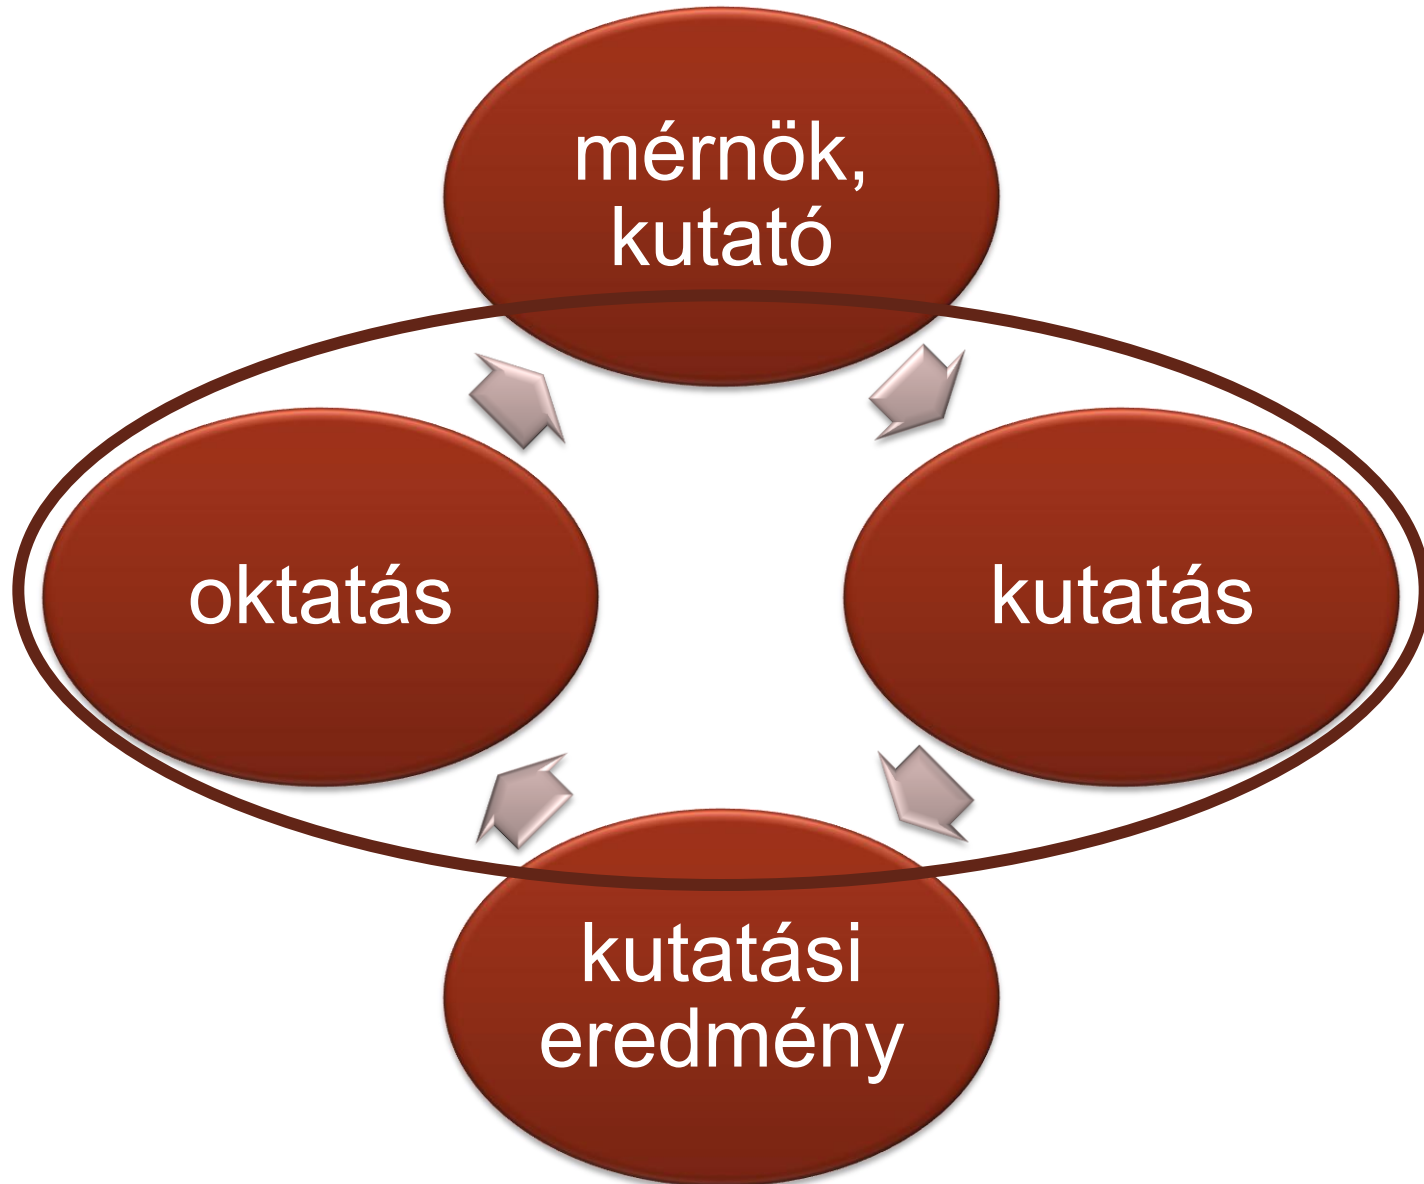 mérnök,
kutató
oktatás
kutatás
kutatási
eredmény